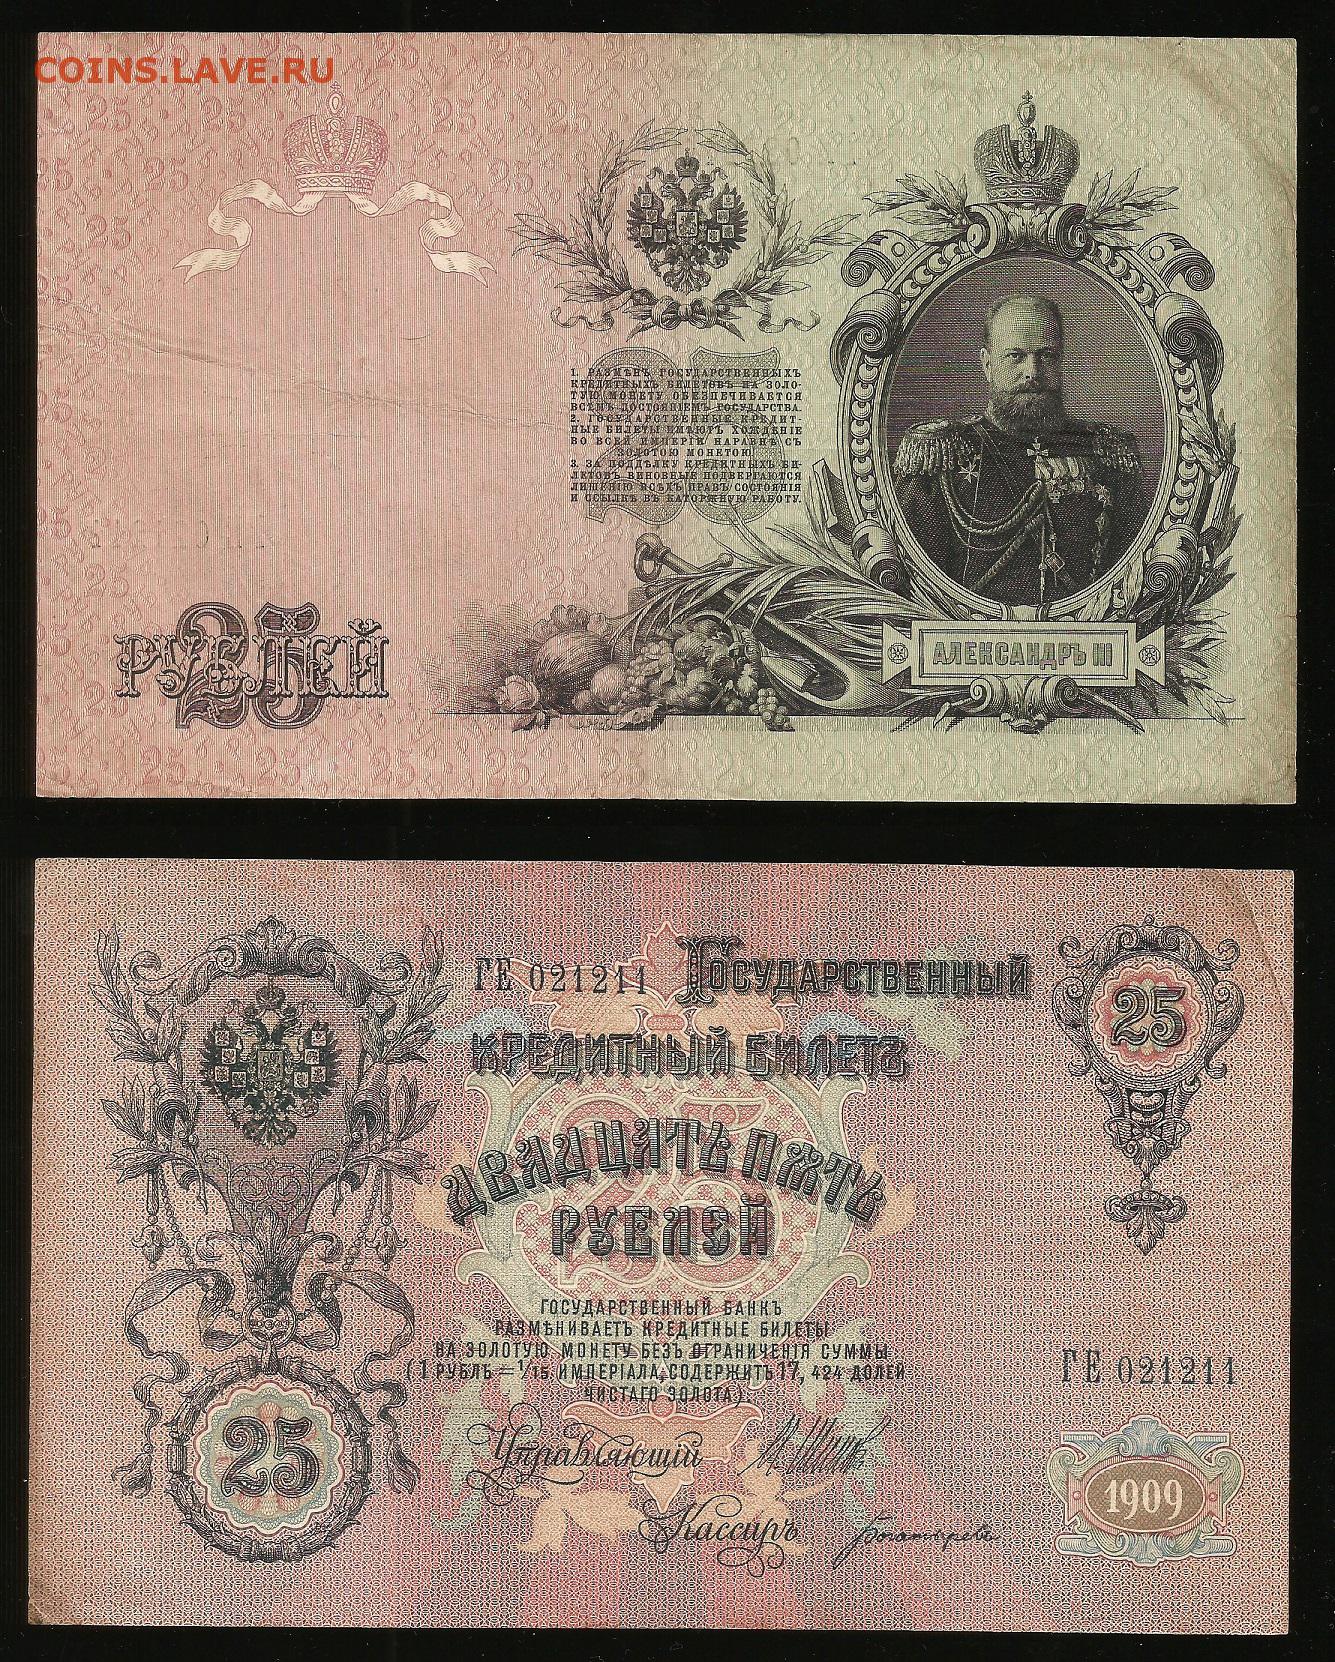 COINS.LAVE.RU
1. РАЗМѢНЪ ГОСУДАРСТВЕННЫХЪ
КРЕДИТНЫХЪ БИЛЕТОВЪ НА ЗОЛО-
ТУЮ МОНЕТУ ОБЕЗПЕЧИВАЕТСЯ
ВСѢМЪ ДОСТОЯНІЕМЪ ГОСУДАРСТВА.
2. ГОСУДАРСТВЕННЫЕ КРЕДИТ-
НЫЕ БИЛЕТЫ ИМѢЮТЪ ХОЖДЕНІЕ
ВО ВСЕЙ ИМПЕРІИ НАРАВНѢ СЪ
ЗОЛОТОЮ МОНЕТОЮ.
3. ЗА ПОДДѢЛКУ КРЕДИТНЫХЪ БИ-
ЛЕТОВЪ ВИНОВНЫЕ ПОДВЕРГАЮТСЯ
ЛИШЕНІЮ ВСѢХЪ ПРАВЪ СОСТОЯНІЯ
И ССЫЛКѢ ВЪ КАТОРЖНУЮ РАБОТУ.
25
РУБЛЕЙ
АЛЕКСАНДРЪ III
ГЕ 021211 ГОСУДАРСТВЕННЫЙ
КРЕДИТНЫЙ БИЛЕТЪ
25
ДВАДЦАТЬ ПЯТЬ
РУБЛЕЙ
ГОСУДАРСТВЕННЫЙ БАНКЪ
РАЗМѢНИВАЕТЪ КРЕДИТНЫЕ БИЛЕТЫ
НА ЗОЛОТУЮ МОНЕТУ БЕЗЪ ОГРАНИЧЕНІЯ СУММЫ
(1 РУБЛЬ = 1/15 ИМПЕРІАЛА, СОДЕРЖИТЪ 17, 424 ДОЛЕЙ
ЧИСТАГО ЗОЛОТА).
ГЕ 021211
25
Управляющій
Кассиръ
1909